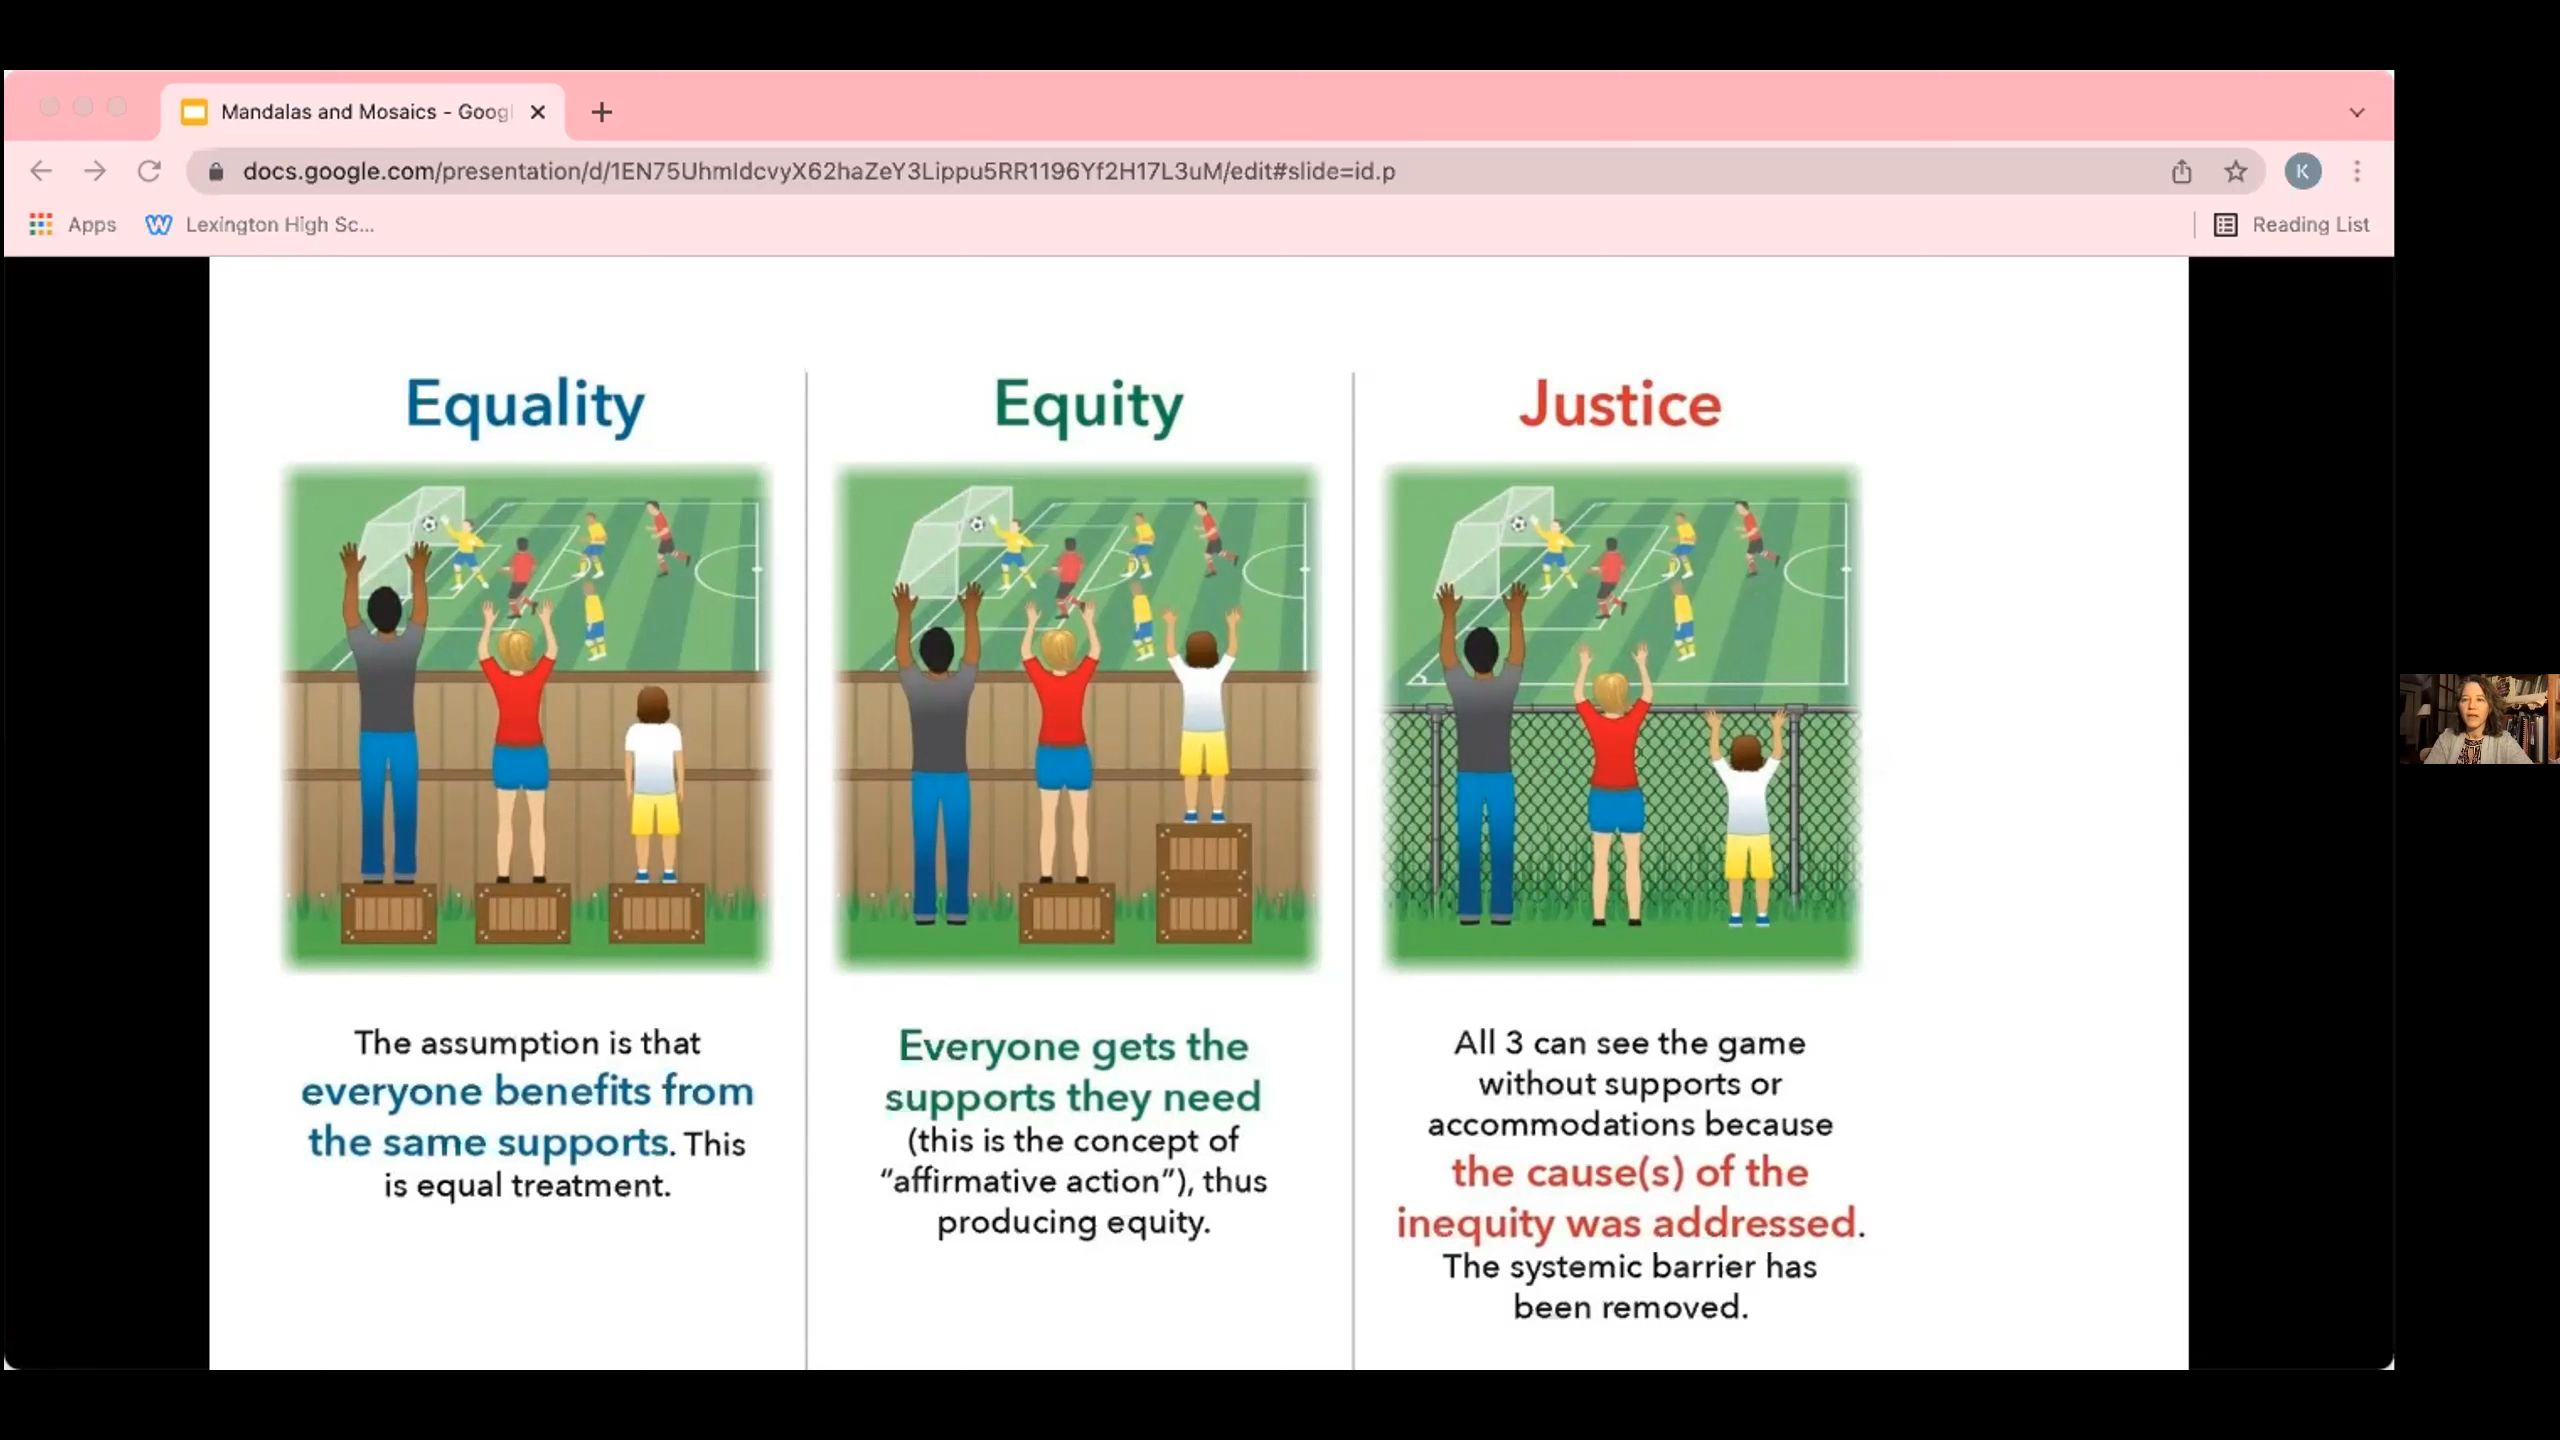 Mandalas and Mosaics - Goog
docs.google.com/presentation/d/1EN75UhmIdcvyX62haZeY3Lippu5RR1196Yf2H17L3uM/edit#slide=id.p
K
Apps
Lexington High Sc...
Reading List
Equality
The assumption is that
everyone benefits from
the same supports. This
is equal treatment.
Equity
Everyone gets the
supports they need
(this is the concept of
“affirmative action”), thus
producing equity.
Justice
All 3 can see the game
without supports or
accommodations because
the cause(s) of the
inequity was addressed.
The systemic barrier has
been removed.